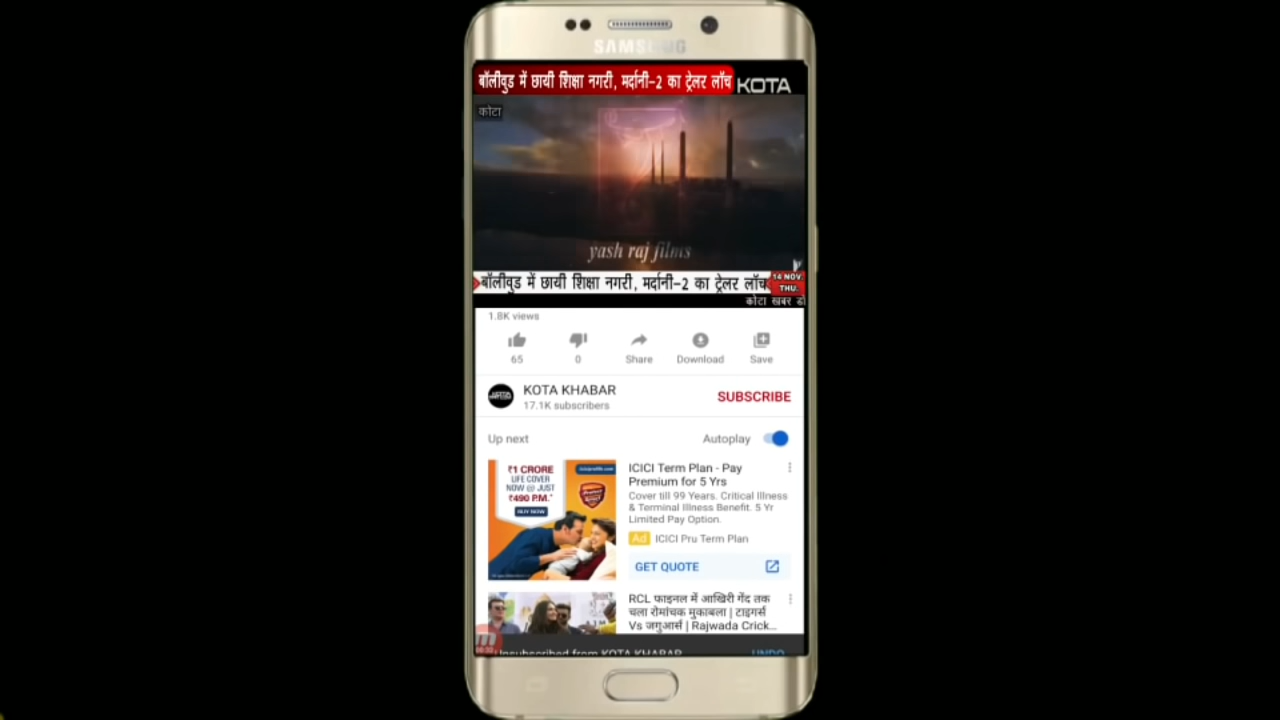 SAMSUNG
बॉलीवुड में छायी शिक्षा नगरी, मर्दानी-2 का ट्रेलर लॉच
KOTA
कोटा
yash raj films
बॉलीवुड में छायी शिक्षा नगरी, मर्दानी-2 का ट्रेलर लॉच
14 NOV.
THU.
कोटा खबर डॉ
1.8K views
65 0 Share Download Save
KOTA KHABAR
17.1K subscribers
SUBSCRIBE
Up next
Autoplay
₹1 CRORE
LIFE COVER
NOW @ JUST
₹490 P.M.*
BUY NOW
ICICI Term Plan - Pay
Premium for 5 Yrs
Cover till 99 Years. Critical Illness
& Terminal Illness Benefit. 5 Yr
Limited Pay Option.
Ad ICICI Pru Term Plan
GET QUOTE
RCL फाइनल में आखिरी गेंद तक
चला रोमांचक मुकाबला | टाइगर्स
Vs जगुआर्स | Rajwada Crick...
Unsubscribed from KOTA KHABAR
UNDO